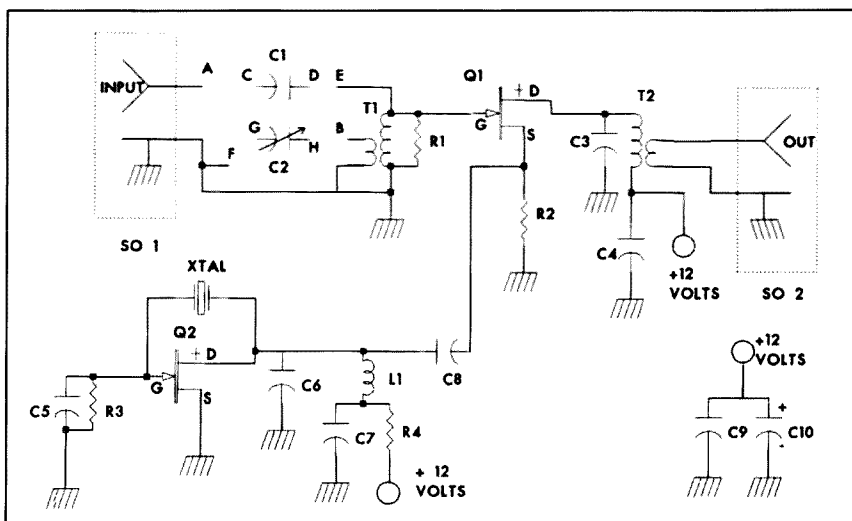 C1
A
C
D
E
Q1
INPUT
T1
D
T2
G
B
R1
G
S
C3
OUT
F
H
C2
R2
C4
SO 1
+12
VOLTS
SO 2
XTAL
Q2
D
+12
VOLTS
C5
G
R3
S
C6
L1
C8
C7
R4
C9
+
C10
-
+ 12
VOLTS